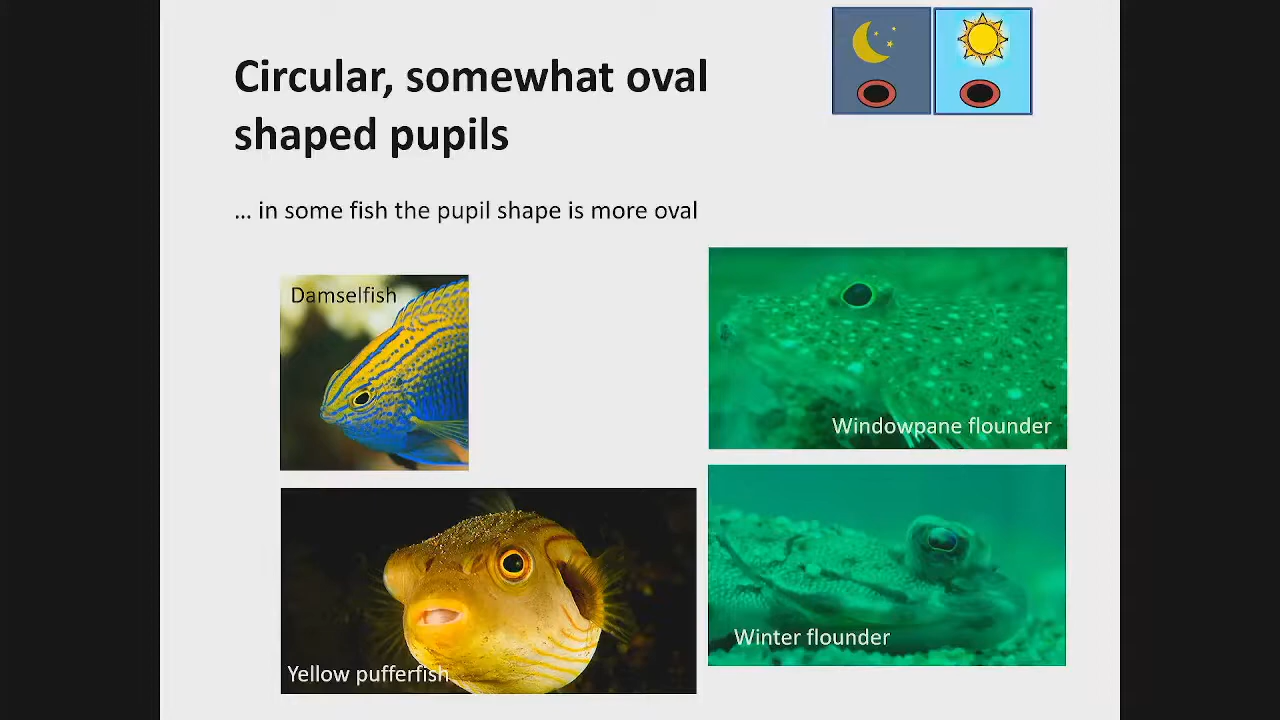 Circular, somewhat oval
shaped pupils
... in some fish the pupil shape is more oval
Damselfish
Windowpane flounder
Yellow pufferfish
Winter flounder